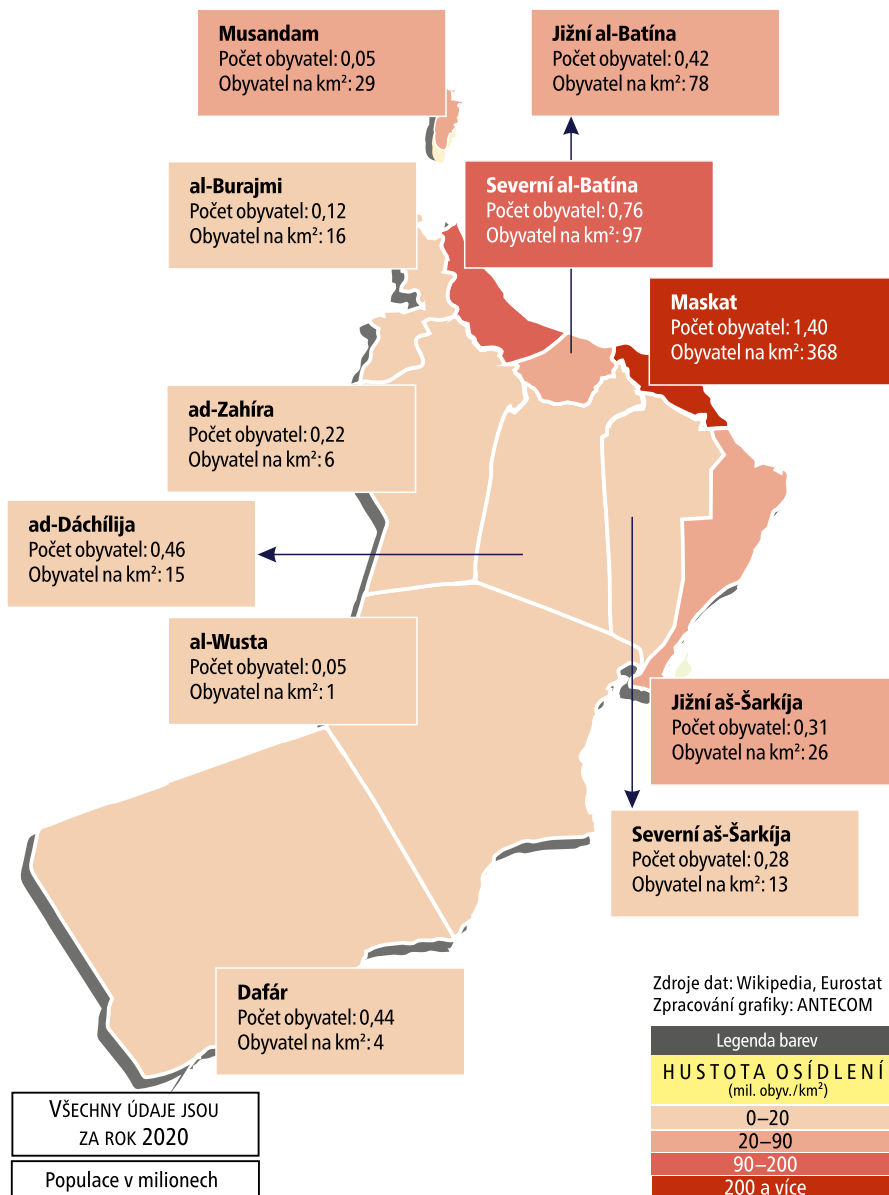 Musandam
Počet obyvatel: 0,05
Obyvatel na km²: 29
Jižní al-Batína
Počet obyvatel: 0,42
Obyvatel na km²: 78
al-Burajmi
Počet obyvatel: 0,12
Obyvatel na km²: 16
Severní al-Batína
Počet obyvatel: 0,76
Obyvatel na km²: 97
Maskat
Počet obyvatel: 1,40
Obyvatel na km²: 368
ad-Zahíra
Počet obyvatel: 0,22
Obyvatel na km²: 6
ad-Dáchílija
Počet obyvatel: 0,46
Obyvatel na km²: 15
al-Wusta
Počet obyvatel: 0,05
Obyvatel na km²: 1
Jižní aš-Šarkíja
Počet obyvatel: 0,31
Obyvatel na km²: 26
Severní aš-Šarkíja
Počet obyvatel: 0,28
Obyvatel na km²: 13
Dafár
Počet obyvatel: 0,44
Obyvatel na km²: 4
Zdroje dat: Wikipedia, Eurostat
Zpracování grafiky: ANTECOM
Legenda barev
HUSTOTA OSÍDLENÍ
(mil. obyv./km²)
0–20
20–90
90–200
200 a více
VŠECHNY ÚDAJE JSOU
ZA ROK 2020
Populace v milionech